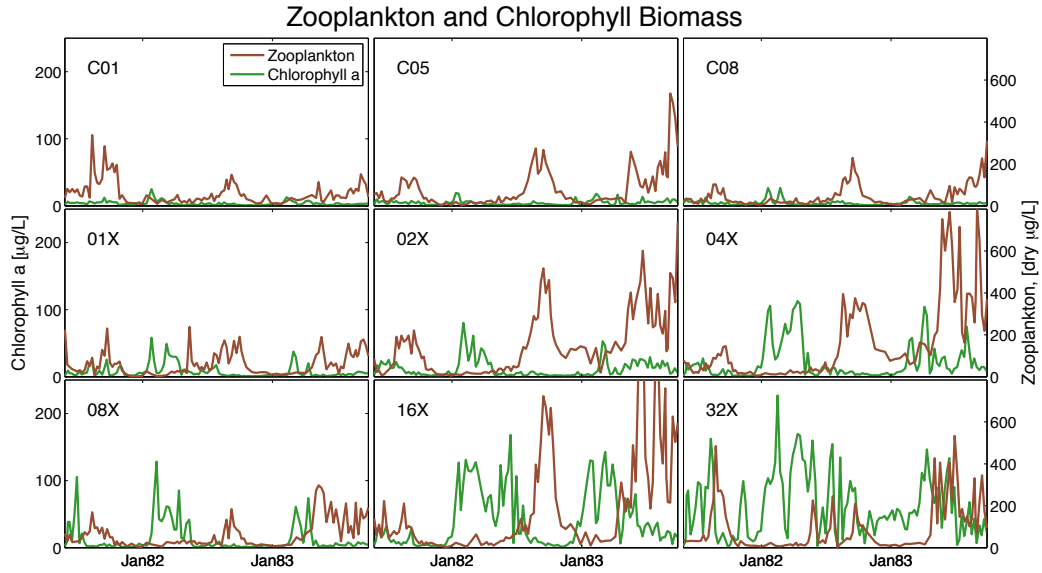 Zooplankton and Chlorophyll Biomass
C01
Zooplankton
Chlorophyll a
C05
C08
200
100
0
600
400
200
0
01X
02X
04X
200
100
0
600
400
200
0
08X
16X
32X
200
100
0
600
400
200
0
Chlorophyll a [µg/L]
Zooplankton, [dry µg/L]
Jan82
Jan83
Jan82
Jan83
Jan82
Jan83